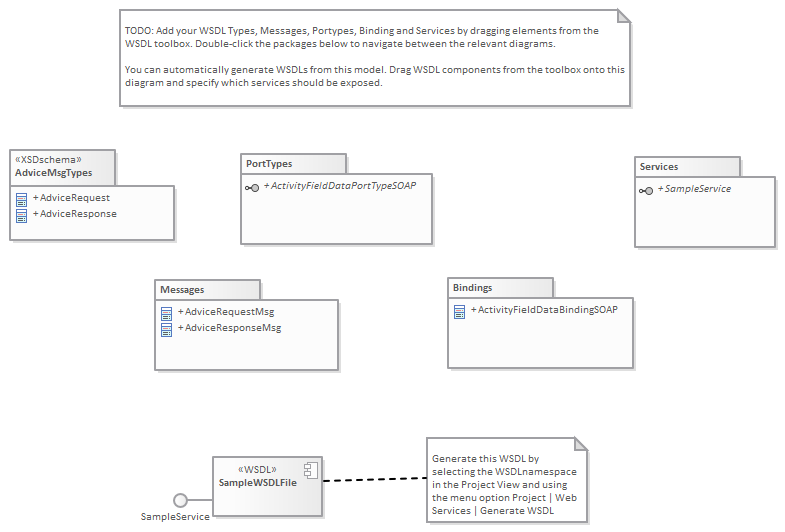 TODO: Add your WSDL Types, Messages, Portypes, Binding and Services by dragging elements from the
WSDL toolbox. Double-click the packages below to navigate between the relevant diagrams.
You can automatically generate WSDLs from this model. Drag WSDL components from the toolbox onto this
diagram and specify which services should be exposed.
«XSDschema»
AdviceMsgTypes
+ AdviceRequest
+ AdviceResponse
PortTypes
+ ActivityFieldDataPortTypeSOAP
Services
+ SampleService
Messages
+ AdviceRequestMsg
+ AdviceResponseMsg
Bindings
+ ActivityFieldDataBindingSOAP
«WSDL»
SampleWSDLFile
SampleService
Generate this WSDL by
selecting the WSDLnamespace
in the Project View and using
the menu option Project | Web
Services | Generate WSDL